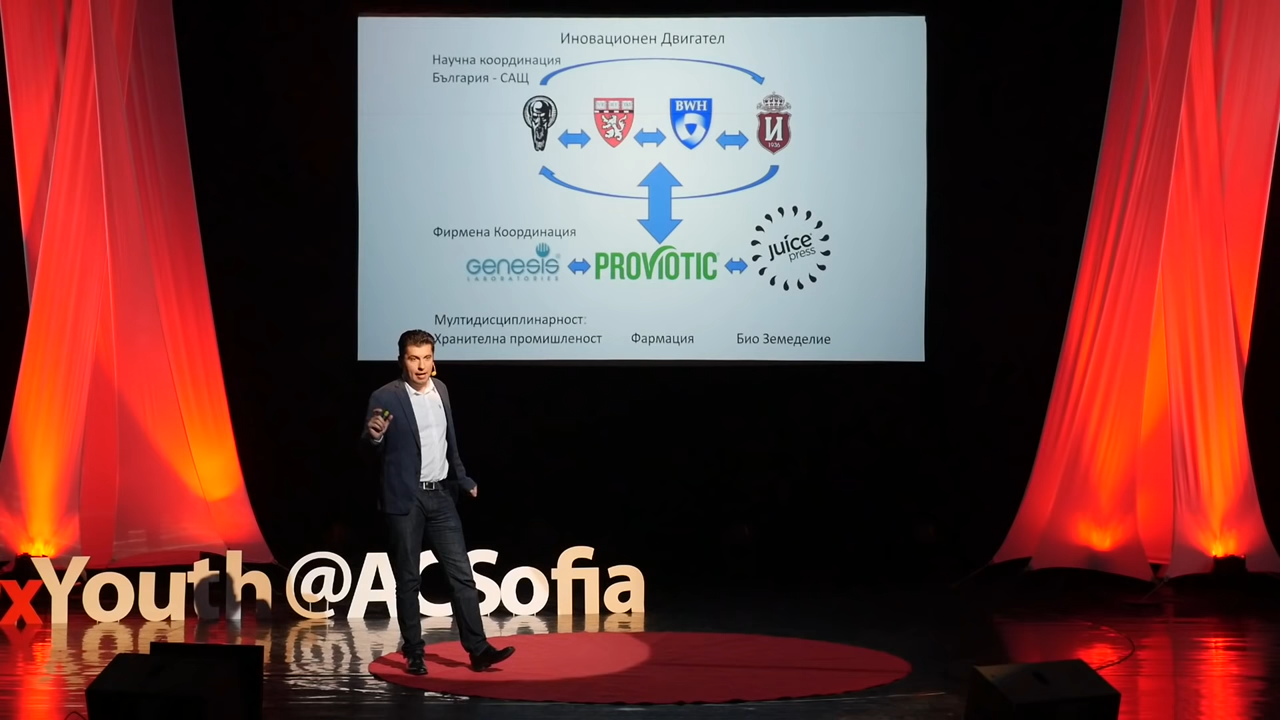 Иновационен Двигател
Научна координация
България - САЩ
BWH
И
1936
Фирмена Координация
GENESIS
LABORATORIES
PROVIOTIC
JUICE
press
Мултидисциплинарност:
Хранителна промишленост Фармация Био Земеделие
xYouth@ACSofia